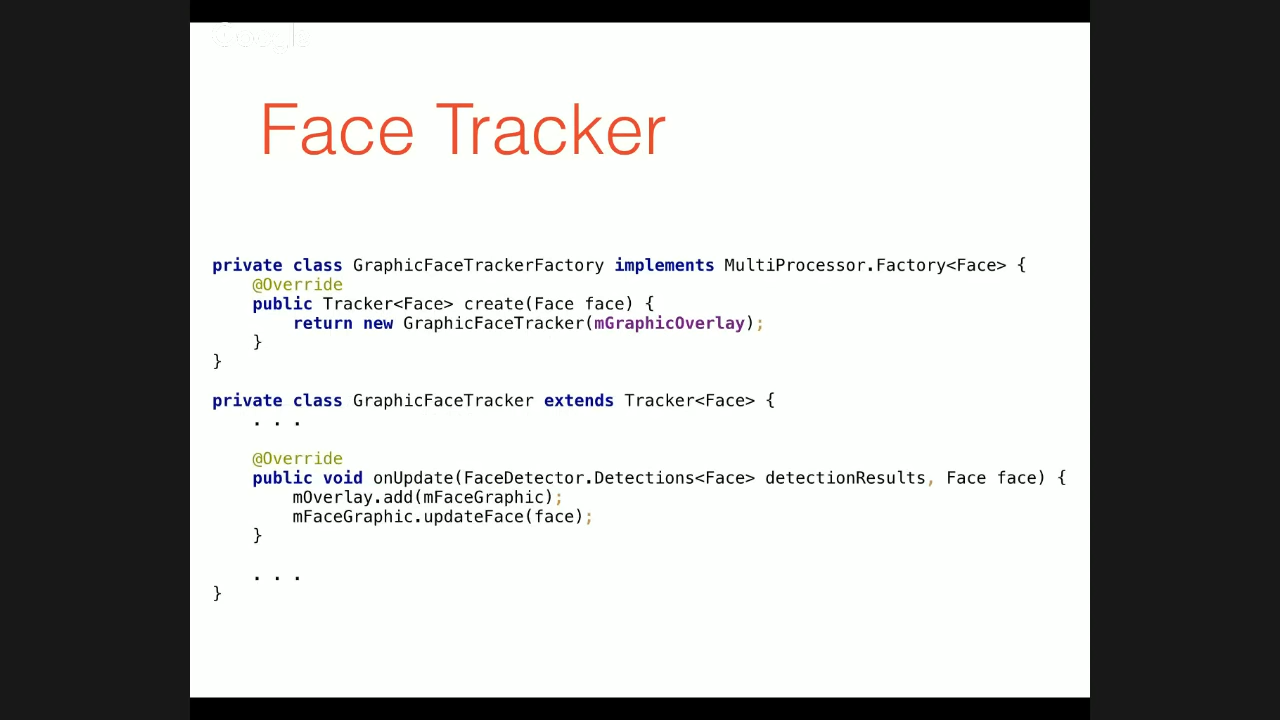 Google
Face Tracker
private class GraphicFaceTrackerFactory implements MultiProcessor.Factory<Face> {
    @Override
    public Tracker<Face> create(Face face) {
        return new GraphicFaceTracker(mGraphicOverlay);
    }
}
private class GraphicFaceTracker extends Tracker<Face> {
    . . .
    @Override
    public void onUpdate(FaceDetector.Detections<Face> detectionResults, Face face) {
        mOverlay.add(mFaceGraphic);
        mFaceGraphic.updateFace(face);
    }
    . . .
}